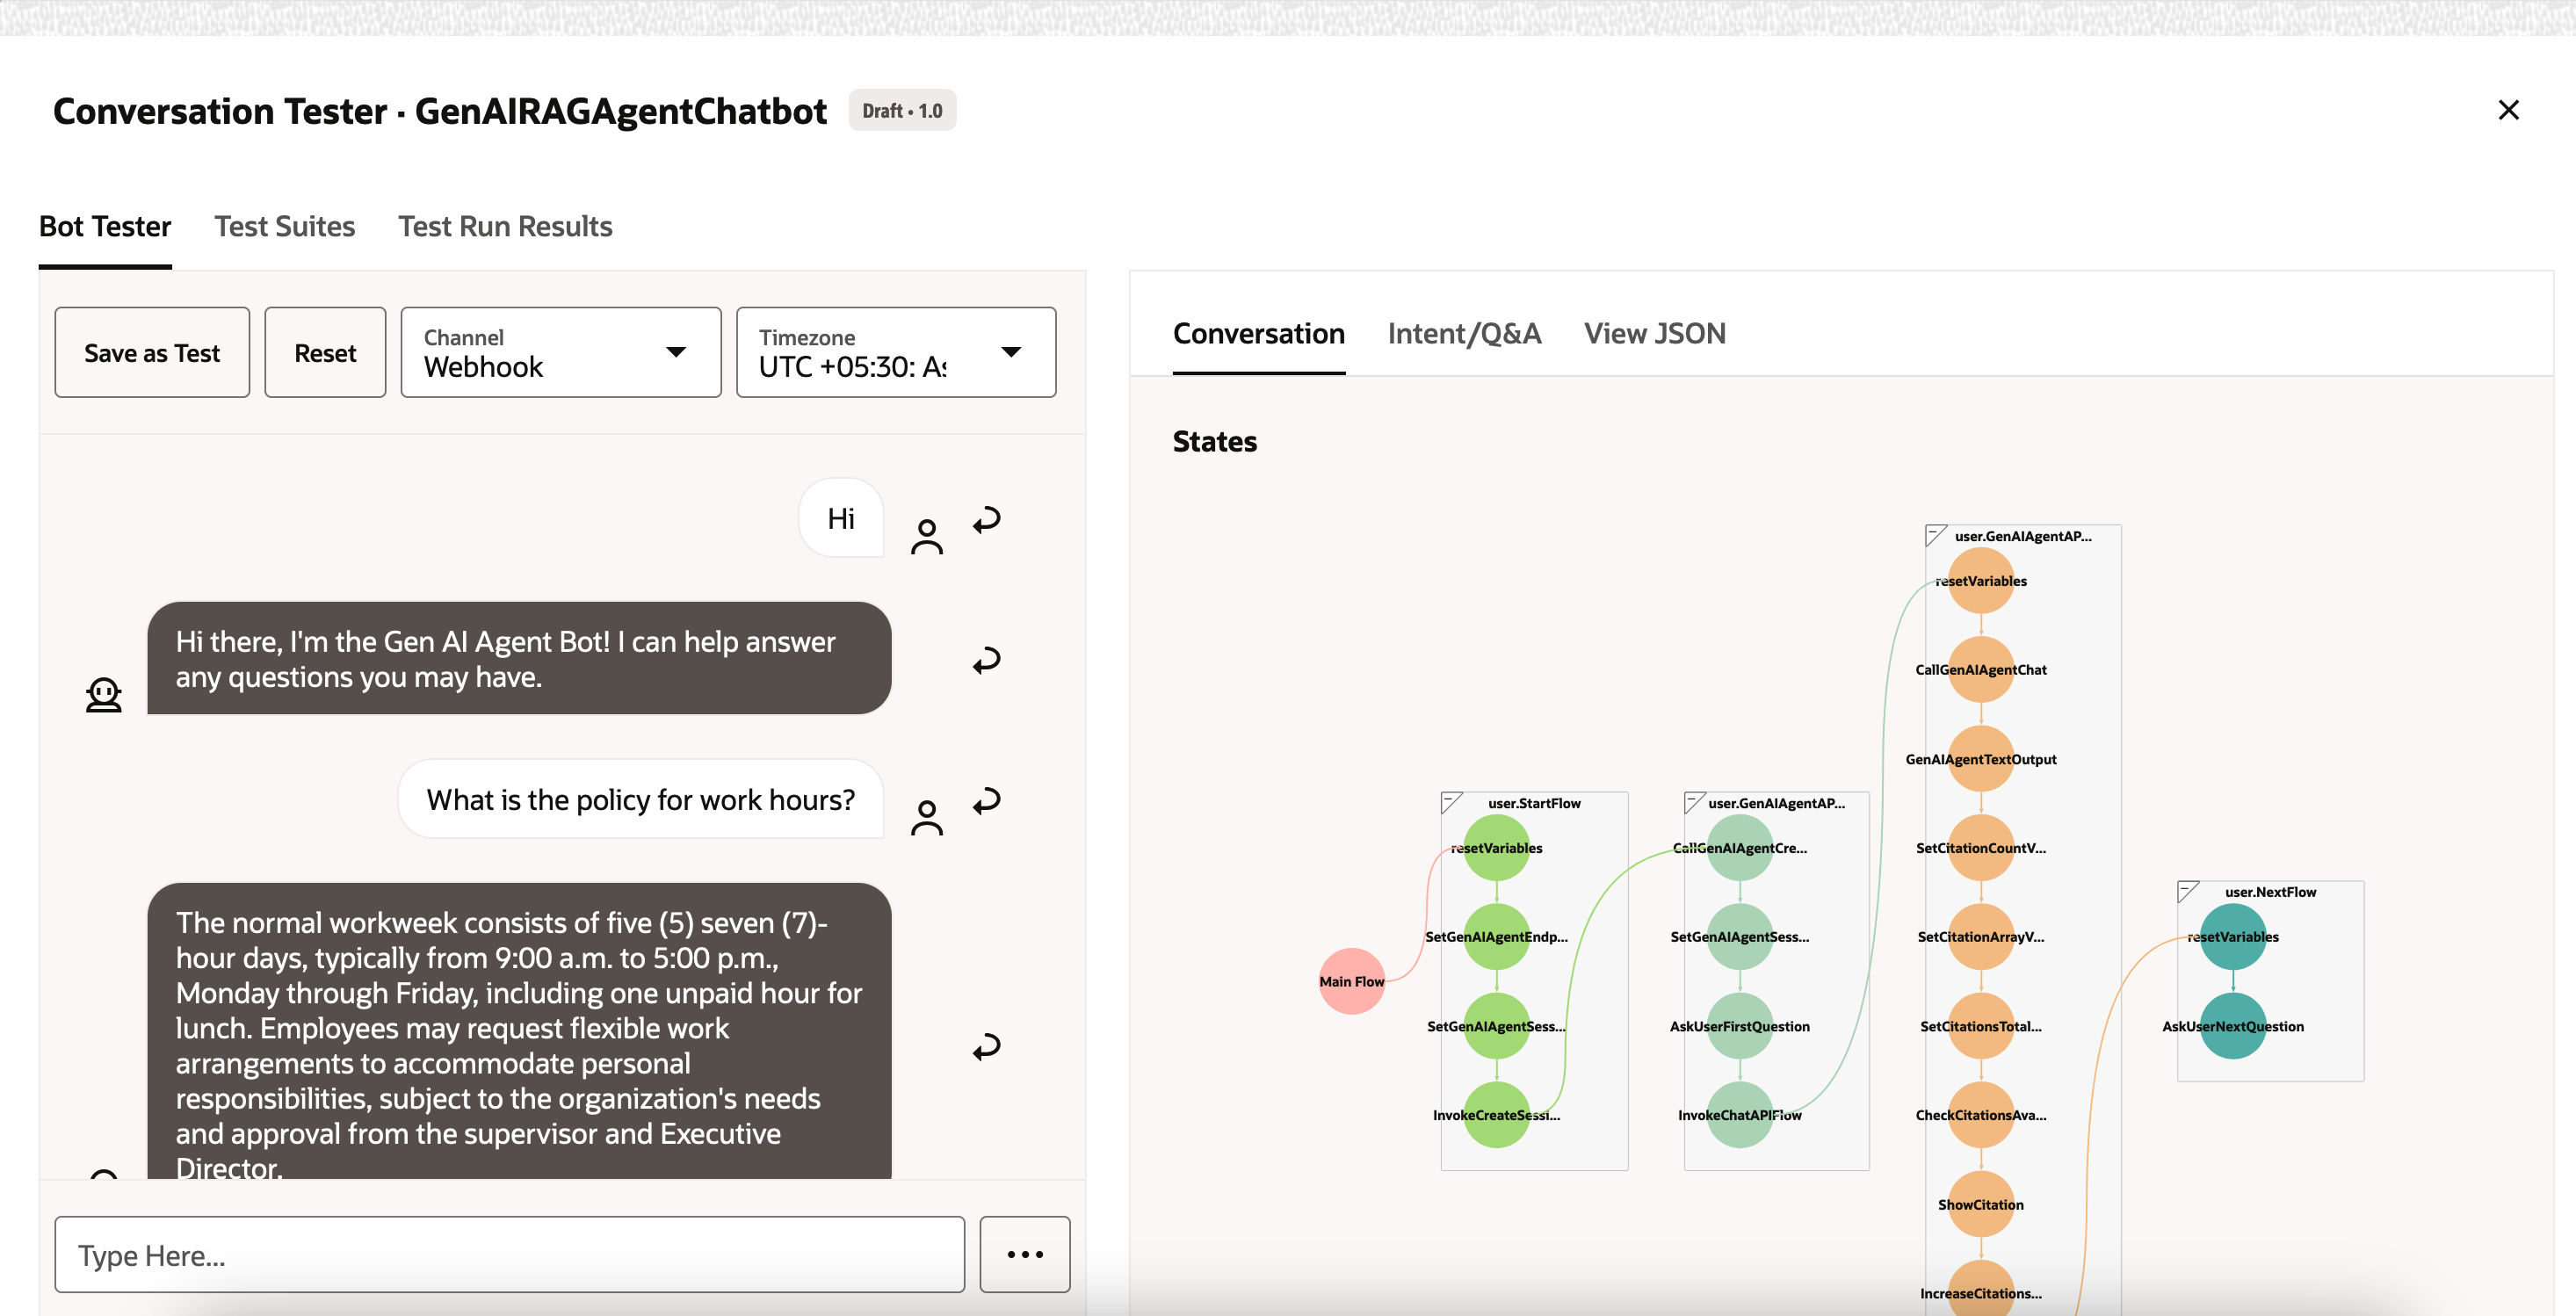 Conversation Tester · GenAIRAGAgentChatbot
Draft • 1.0
Bot Tester
Test Suites
Test Run Results
Save as Test
Reset
Channel
Webhook
Timezone
UTC +05:30: As
Hi
Hi there, I'm the Gen AI Agent Bot! I can help answer
any questions you may have.
What is the policy for work hours?
The normal workweek consists of five (5) seven (7)-
hour days, typically from 9:00 a.m. to 5:00 p.m.,
Monday through Friday, including one unpaid hour for
lunch. Employees may request flexible work
arrangements to accommodate personal
responsibilities, subject to the organization's needs
and approval from the supervisor and Executive
Director.
Type Here...
Conversation
Intent/Q&A
View JSON
States
Main Flow
user.StartFlow
resetVariables
SetGenAIAgentEndp...
SetGenAIAgentSess...
InvokeCreateSessi...
user.GenAIAgentAP...
CallGenAIAgentCre...
SetGenAIAgentSess...
AskUserFirstQuestion
InvokeChatAPIFlow
user.GenAIAgentAP...
resetVariables
CallGenAIAgentChat
GenAIAgentTextOutput
SetCitationCountV...
SetCitationArrayV...
SetCitationsTotal...
CheckCitationsAva...
ShowCitation
IncreaseCitations...
user.NextFlow
resetVariables
AskUserNextQuestion